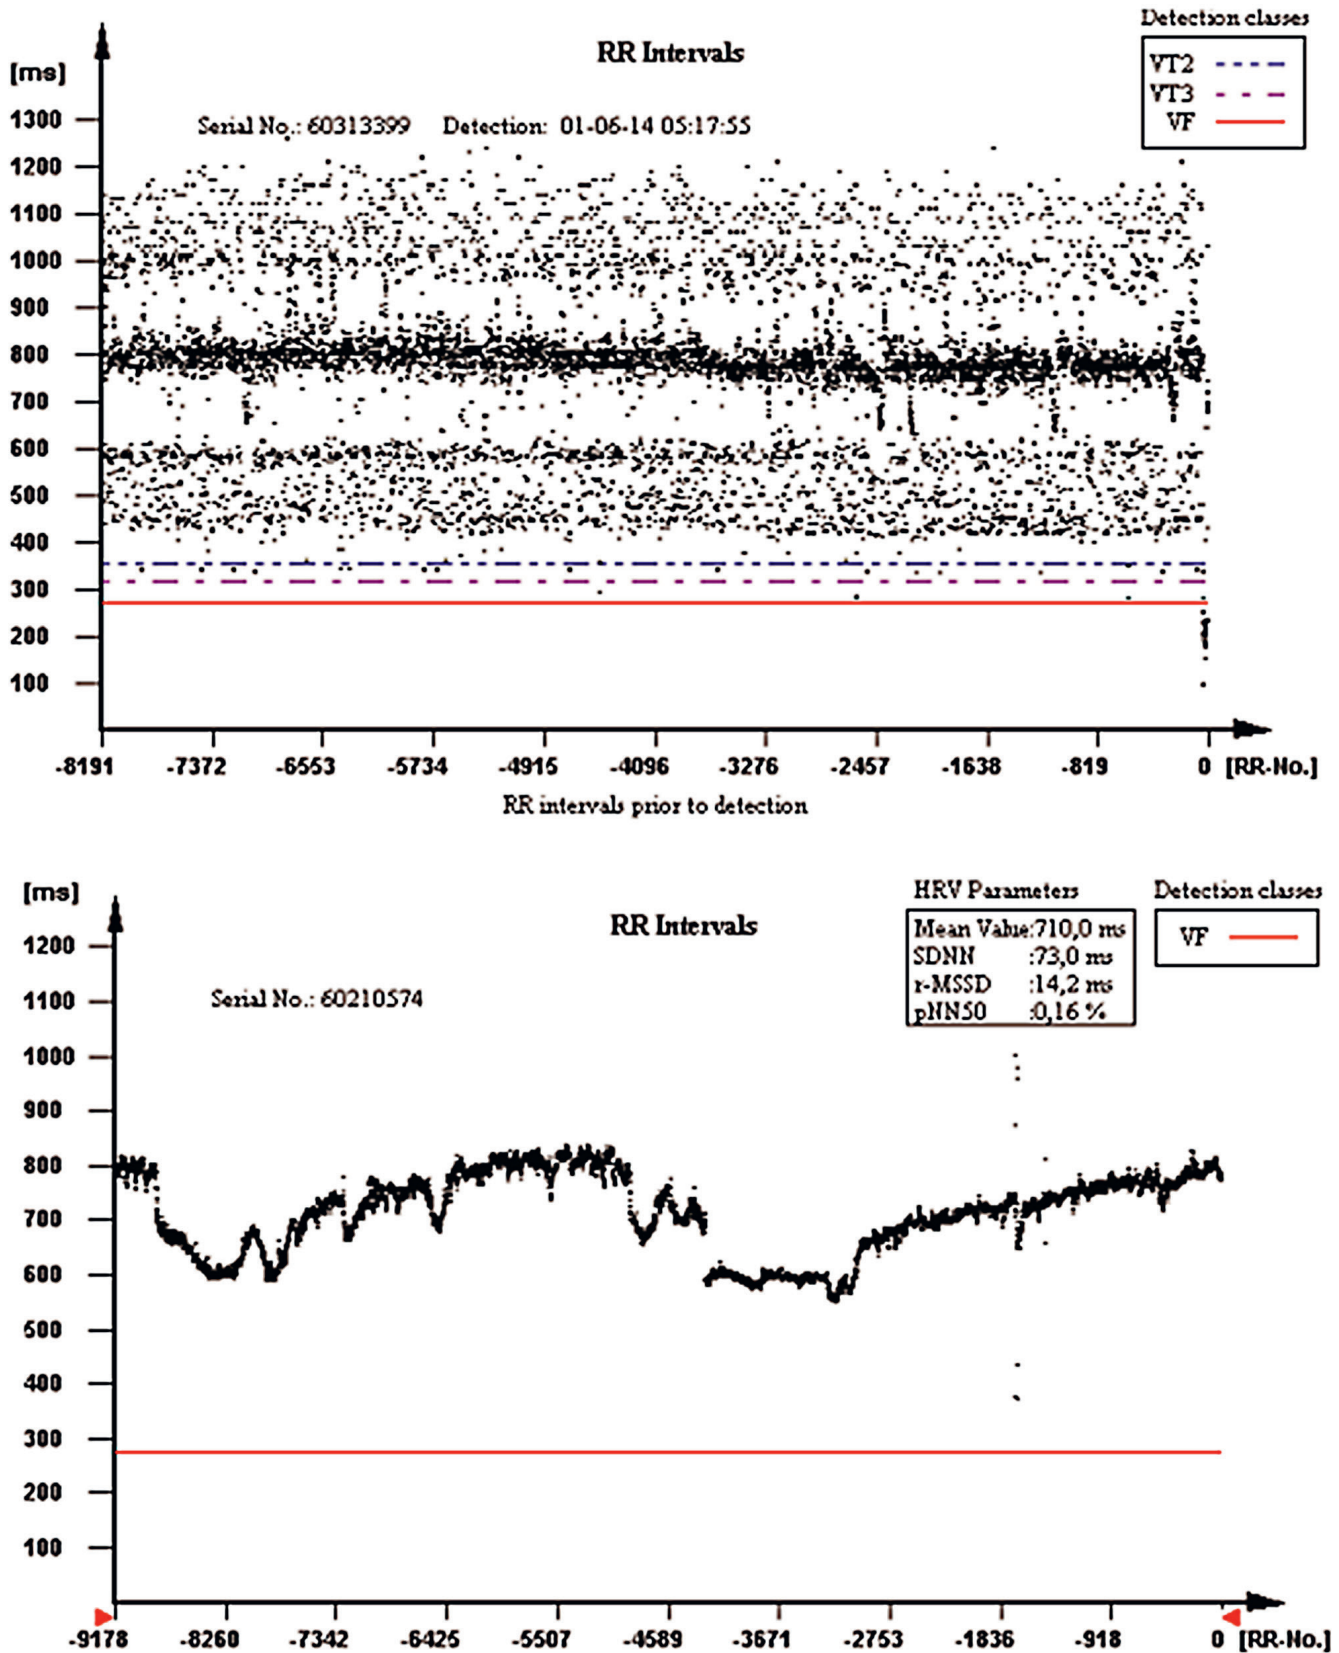 Detection classes
RR Intervals
[ms]
VT2
VT3
VF
Serial No.: 60313399 Detection: 01-06-14 05:17:55
1300
1200
1100
1000
900
800
700
600
500
400
300
200
100
-8191 -7372 -6553 -5734 -4915 -4096 -3276 -2457 -1638 -819 0 [RR-No.]
RR intervals prior to detection
[ms]
HRV Parameters Detection classes
RR Intervals
Mean Value:710,0 ms
SDNN :73,0 ms
r-MSSD :14,2 ms
pNN50 :0,16 %
VF
Serial No.: 60210574
1200
1100
1000
900
800
700
600
500
400
300
200
100
-9178 -8260 -7342 -6425 -5507 -4589 -3671 -2753 -1836 -918 0 [RR-No.]